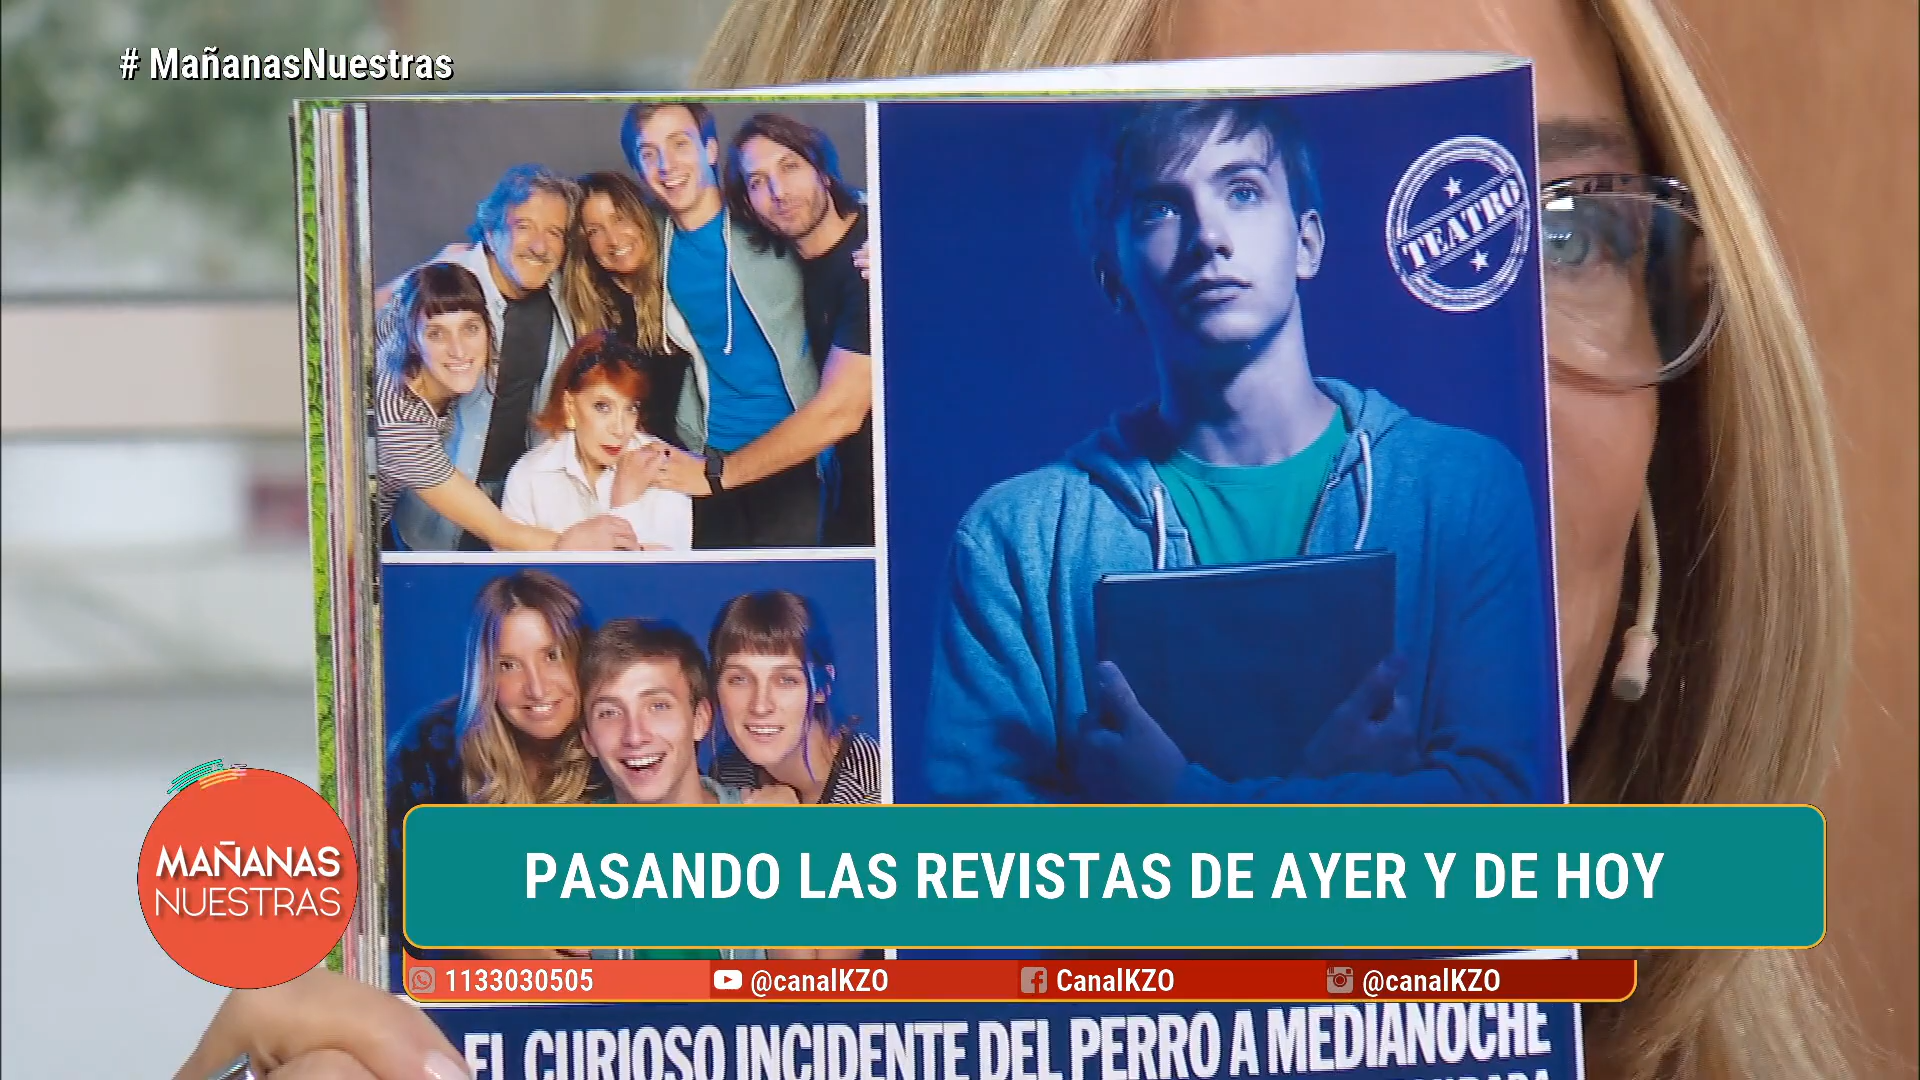 # MañanasNuestras
TEATRO
MAÑANAS
NUESTRAS
PASANDO LAS REVISTAS DE AYER Y DE HOY
1133030505
@canalKZO
CanalKZO
@canalKZO
EL CURIOSO INCIDENTE DEL PERRO A MEDIANOCHE